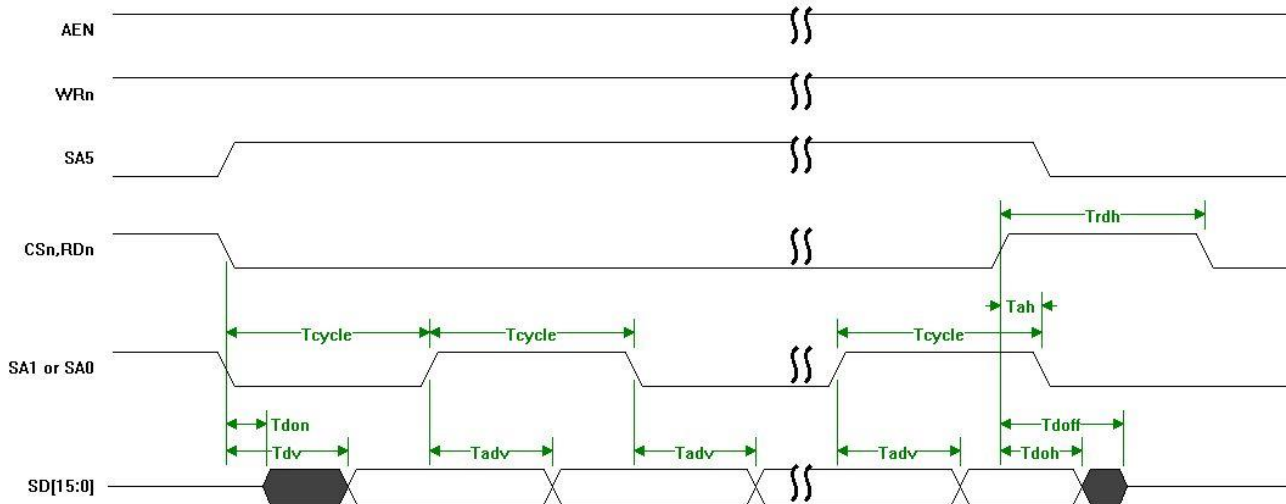 AEN
WRn
SA5
Trdh
CSn,RDn
Tah
Tcycle Tcycle Tcycle
SA1 or SA0
Tdon Tdoff
Tdv Tadv Tadv Tadv Tdoh
SD[15:0]